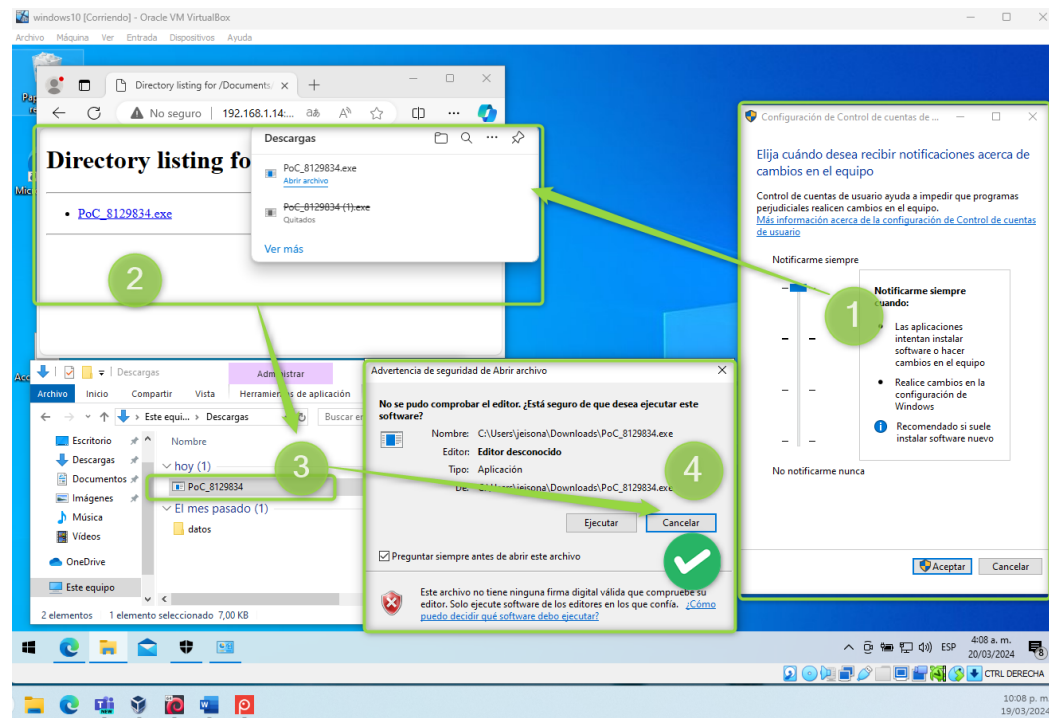 windows10 [Corriendo] - Oracle VM VirtualBox
Archivo Máquina Ver Entrada Dispositivos Ayuda
Directory listing for /Documents/
No seguro 192.168.1.14:...
Directory listing fo
PoC_8129834.exe
Descargas
PoC_8129834.exe
Abrir archivo
PoC_8129834 (1).exe
Quitados
Ver más
2
Configuración de Control de cuentas de ...
Elija cuándo desea recibir notificaciones acerca de
cambios en el equipo
Control de cuentas de usuario ayuda a impedir que programas
perjudiciales realicen cambios en el equipo.
Más información acerca de la configuración de Control de cuentas
de usuario
Notificarme siempre
1
Notificarme siempre
cuando:
Las aplicaciones
intentan instalar
software o hacer
cambios en el equipo
Realice cambios en la
configuración de
Windows
Recomendado si suele
instalar software nuevo
No notificarme nunca
Aceptar Cancelar
Descargas
Administrar
Archivo Inicio Compartir Vista Herramientas de aplicación
Este equi... Descargas
Buscar en
Escritorio
Descargas
Documentos
Imágenes
Música
Vídeos
OneDrive
Este equipo
Nombre
hoy (1)
PoC_8129834
El mes pasado (1)
datos
3
2 elementos 1 elemento seleccionado 7,00 KB
Advertencia de seguridad de Abrir archivo
No se pudo comprobar el editor. ¿Está seguro de que desea ejecutar este
software?
Nombre: C:\Users\jeisona\Downloads\PoC_8129834.exe
Editor: Editor desconocido
Tipo: Aplicación
De: C:\Users\jeisona\Downloads\PoC_8129834.exe
4
Ejecutar Cancelar
Preguntar siempre antes de abrir este archivo
Este archivo no tiene ninguna firma digital válida que compruebe su
editor. Solo ejecute software de los editores en los que confía. ¿Cómo
puedo decidir qué software debo ejecutar?
ESP
4:08 a. m.
20/03/2024
8
CTRL DERECHA
10:08 p. m
19/03/2024